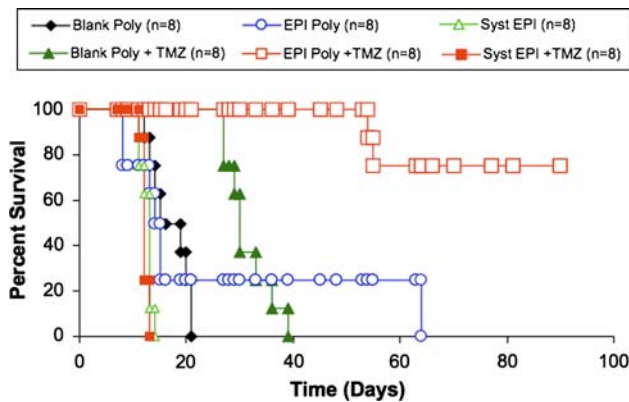 Blank Poly (n=8) EPI Poly (n=8) Syst EPI (n=8)
Blank Poly + TMZ (n=8) EPI Poly +TMZ (n=8) Syst EPI +TMZ (n=8)
Percent Survival
100
80
60
40
20
0
0 20 40 60 80 100
Time (Days)